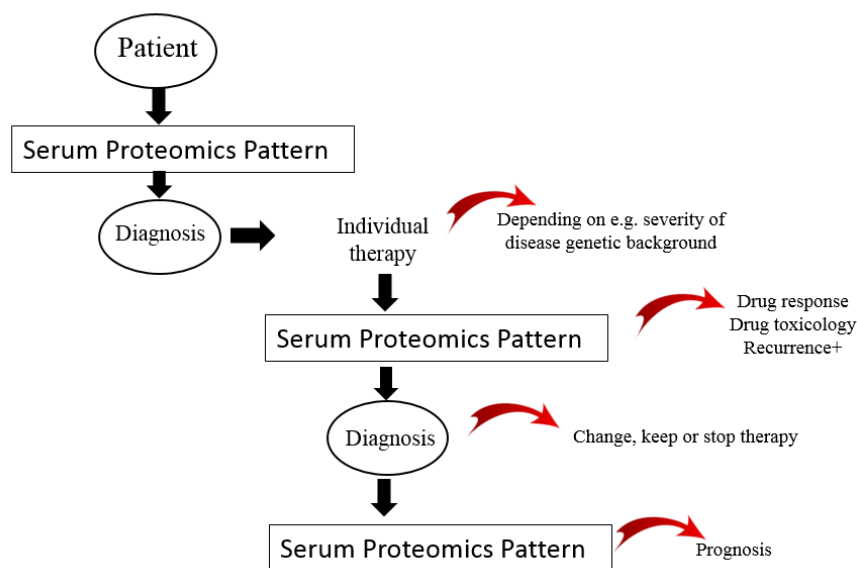 Patient
Serum Proteomics Pattern
Diagnosis
Individual
therapy
Depending on e.g. severity of
disease genetic background
Serum Proteomics Pattern
Drug response
Drug toxicology
Recurrence+
Diagnosis
Change, keep or stop therapy
Serum Proteomics Pattern
Prognosis